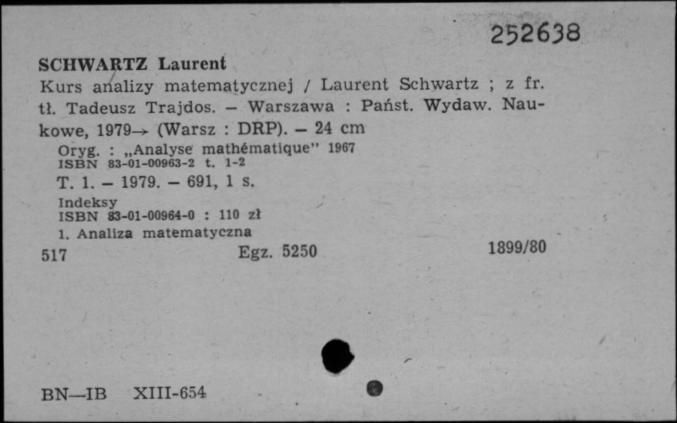 252638
SCHWARTZ Laurent
Kurs analizy matematycznej / Laurent Schwartz ; z fr.
tł. Tadeusz Trajdos. — Warszawa : Państ. Wydaw. Nau-
kowe, 1979→ (Warsz : DRP). — 24 cm
Oryg. : „Analyse mathématique” 1967
ISBN 83-01-00963-2 t. 1-2
T. 1. — 1979. — 691, 1 s.
Indeksy
ISBN 83-01-00964-0 : 110 zł
1. Analiza matematyczna
517 Egz. 5250 1899/80
BN—IB XIII-654